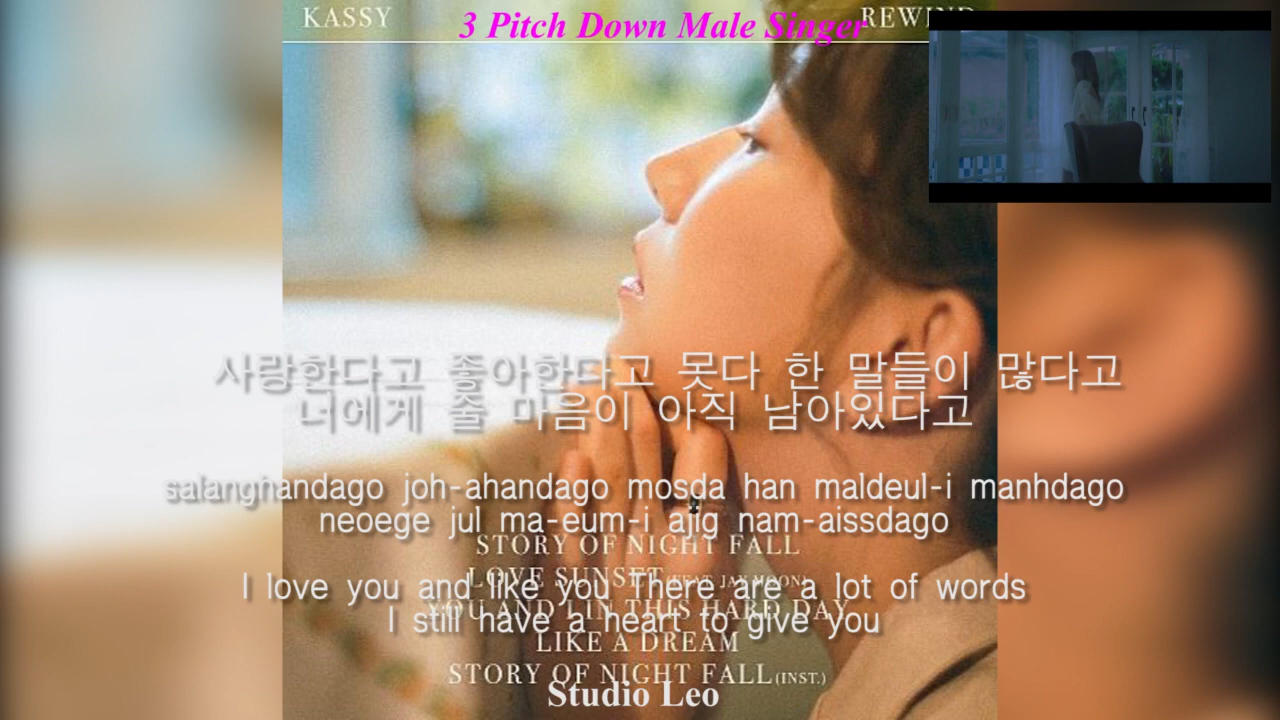 KASSY
3 Pitch Down Male Singer
REWIND
사랑한다고 좋아한다고 못다 한 말들이 많다고
너에게 줄 마음이 아직 남아있다고
salanghandago joh-ahandago mosda han maldeul-i manhdago
neoege jul ma-eum-i ajig nam-aissdago
STORY OF NIGHT FALL
LOVE SUNSET (FEAT. JAY MOON)
I love you and like you There are a lot of words
YOU AND I IN THIS HARD DAY
I still have a heart to give you
LIKE A DREAM
STORY OF NIGHT FALL (INST.)
Studio Leo